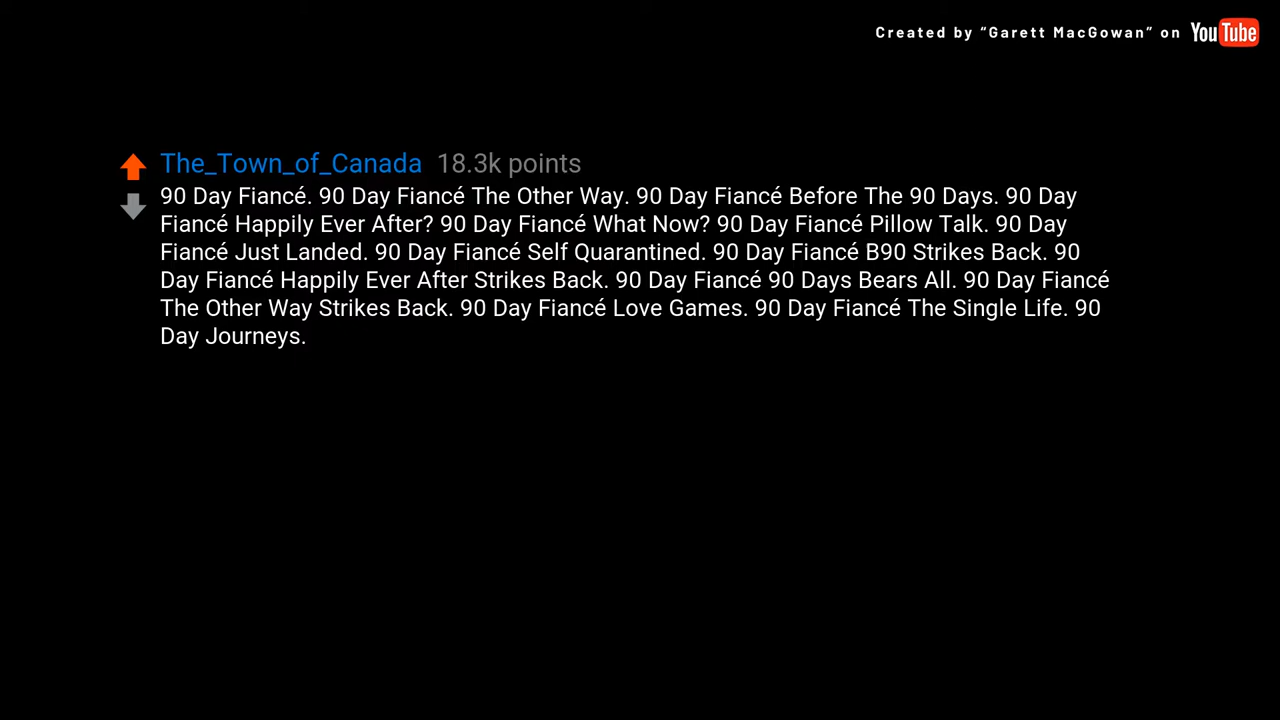 Created by “Garett MacGowan” on YouTube
The_Town_of_Canada 18.3k points
90 Day Fiancé. 90 Day Fiancé The Other Way. 90 Day Fiancé Before The 90 Days. 90 Day
Fiancé Happily Ever After? 90 Day Fiancé What Now? 90 Day Fiancé Pillow Talk. 90 Day
Fiancé Just Landed. 90 Day Fiancé Self Quarantined. 90 Day Fiancé B90 Strikes Back. 90
Day Fiancé Happily Ever After Strikes Back. 90 Day Fiancé 90 Days Bears All. 90 Day Fiancé
The Other Way Strikes Back. 90 Day Fiancé Love Games. 90 Day Fiancé The Single Life. 90
Day Journeys.